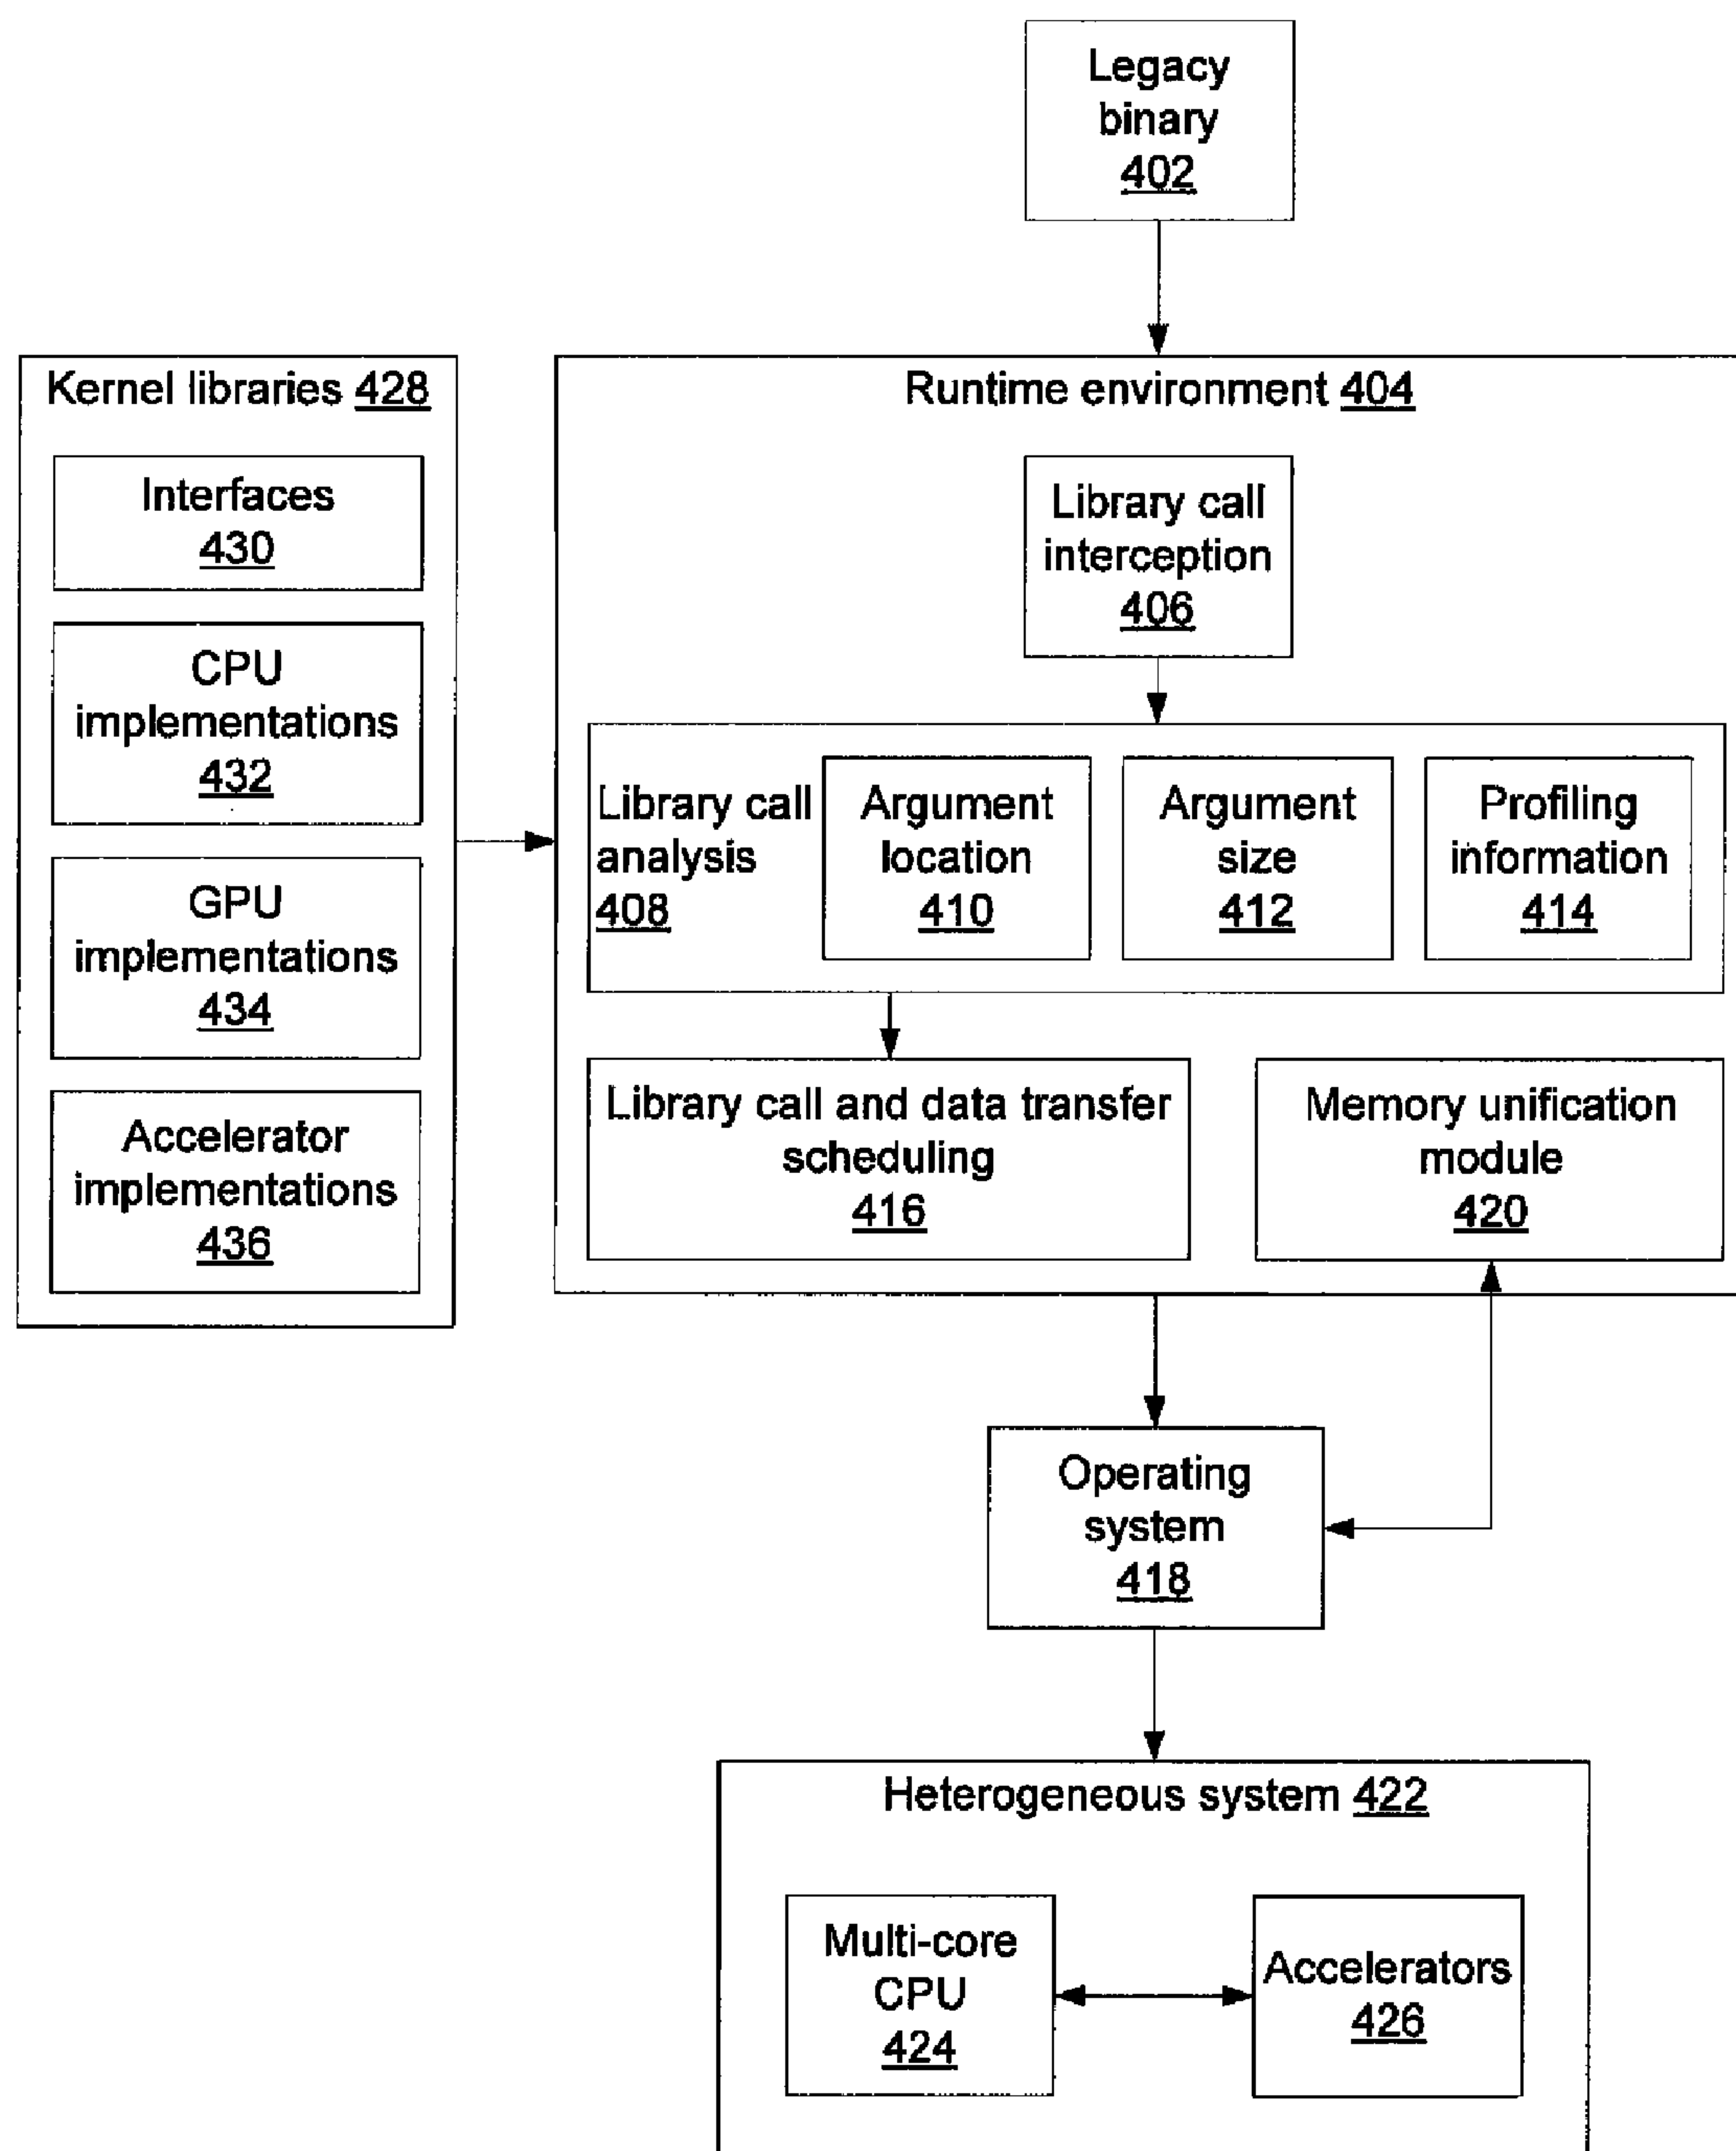 Legacy
binary
402
Kernel libraries 428
Interfaces
430
CPU
implementations
432
GPU
implementations
434
Accelerator
implementations
436
Runtime environment 404
Library call
interception
406
Library call
analysis
408
Argument
location
410
Argument
size
412
Profiling
information
414
Library call and data transfer
scheduling
416
Memory unification
module
420
Operating
system
418
Heterogeneous system 422
Multi-core
CPU
424
Accelerators
426